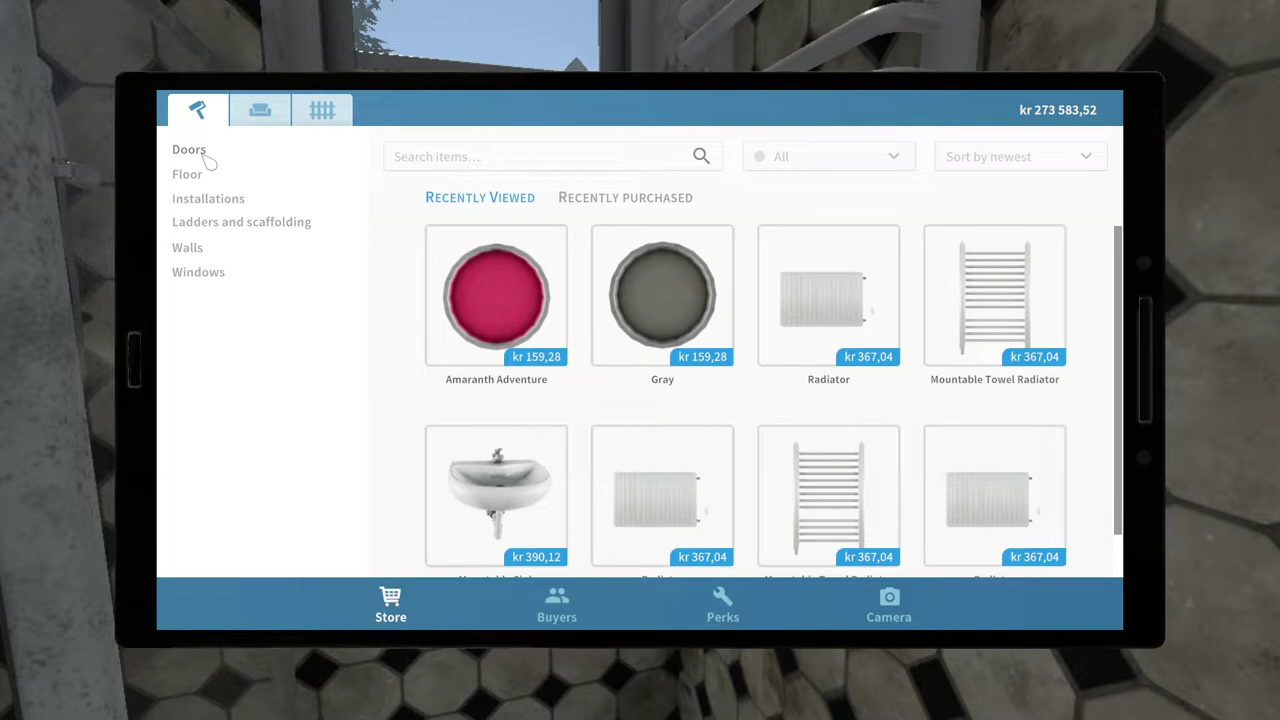 kr 273 583,52
Doors
Floor
Installations
Ladders and scaffolding
Walls
Windows
Search items...
All
Sort by newest
RECENTLY VIEWED
RECENTLY PURCHASED
kr 159,28
kr 159,28
kr 367,04
kr 367,04
Amaranth Adventure
Gray
Radiator
Mountable Towel Radiator
kr 390,12
kr 367,04
kr 367,04
kr 367,04
Store
Buyers
Perks
Camera